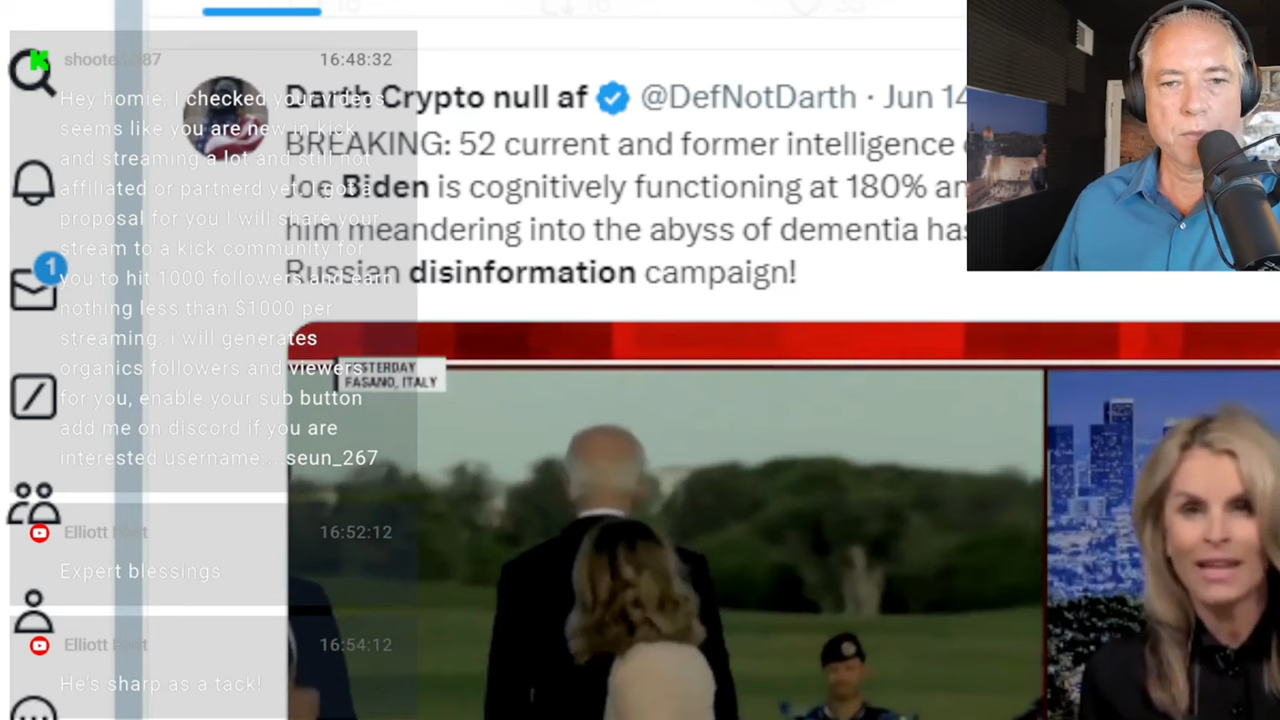 shoote
87
16:48:32
Hey homie, I checked your videos
seems like you are new in kick
and streaming a lot and still not
affiliated or partnerd yet. I got a
proposal for you I will share your
stream to a kick community for
you to hit 1000 followers and earn
nothing less than $1000 per
streaming, i will generates
organics followers and viewers
for you, enable your sub button
add me on discord if you are
interested username....seun_267
Elliott
16:52:12
Expert blessings
Elliott
16:54:12
He's sharp as a tack!
1
Darth Crypto null af @DefNotDarth · Jun 14
BREAKING: 52 current and former intelligence
Joe Biden is cognitively functioning at 180% an
him meandering into the abyss of dementia has
Russian disinformation campaign!
YESTERDAY
FASANO, ITALY